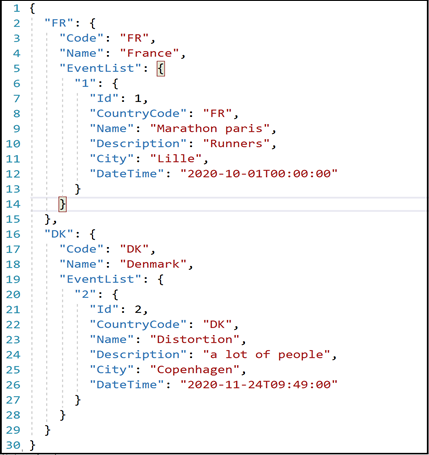 1 {
2   "FR": {
3     "Code": "FR",
4     "Name": "France",
5     "EventList": {
6       "1": {
7         "Id": 1,
8         "CountryCode": "FR",
9         "Name": "Marathon paris",
10         "Description": "Runners",
11         "City": "Lille",
12         "DateTime": "2020-10-01T00:00:00"
13       }
14     }
15   },
16   "DK": {
17     "Code": "DK",
18     "Name": "Denmark",
19     "EventList": {
20       "2": {
21         "Id": 2,
22         "CountryCode": "DK",
23         "Name": "Distortion",
24         "Description": "a lot of people",
25         "City": "Copenhagen",
26         "DateTime": "2020-11-24T09:49:00"
27       }
28     }
29   }
30 }